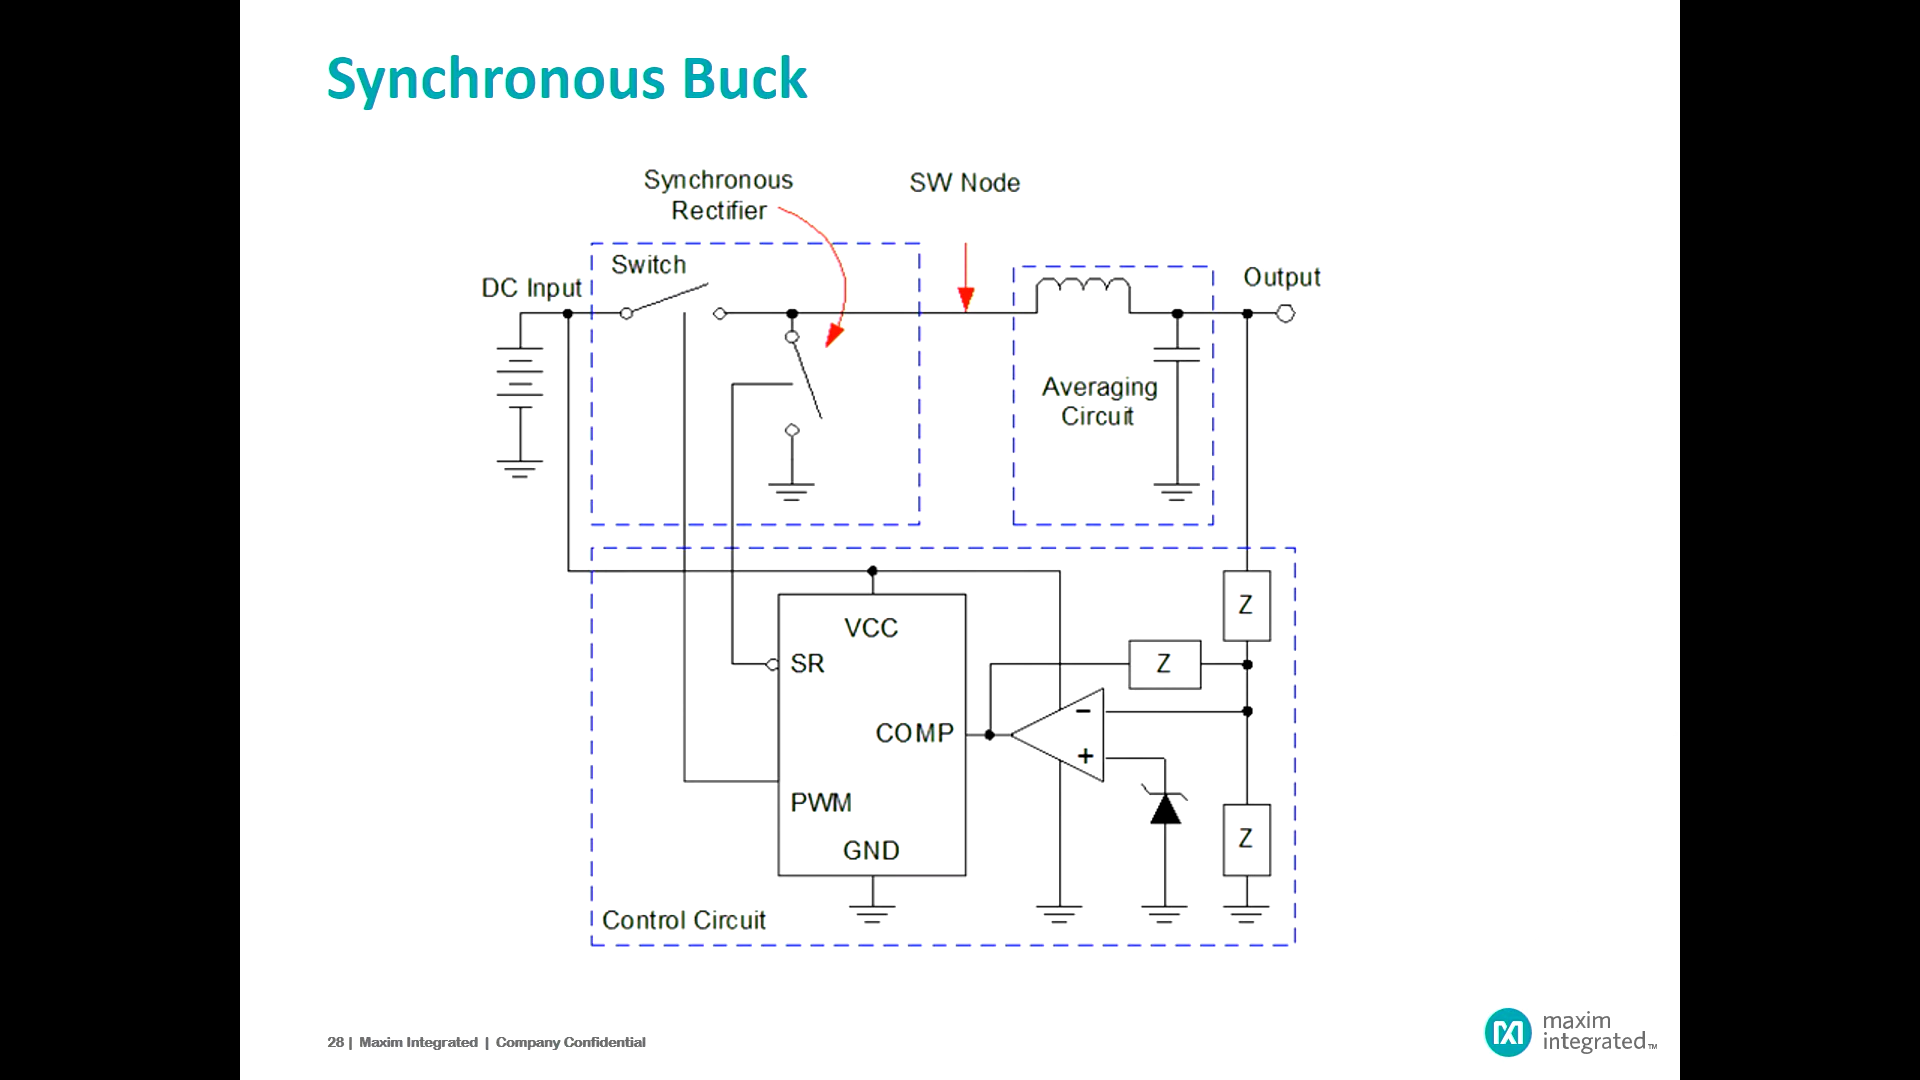 Synchronous Buck
Synchronous
Rectifier
SW Node
Switch
DC Input
Output
Averaging
Circuit
VCC
Z
SR
Z
−
COMP
+
PWM
Z
GND
Control Circuit
28 | Maxim Integrated | Company Confidential
maxim
integrated™